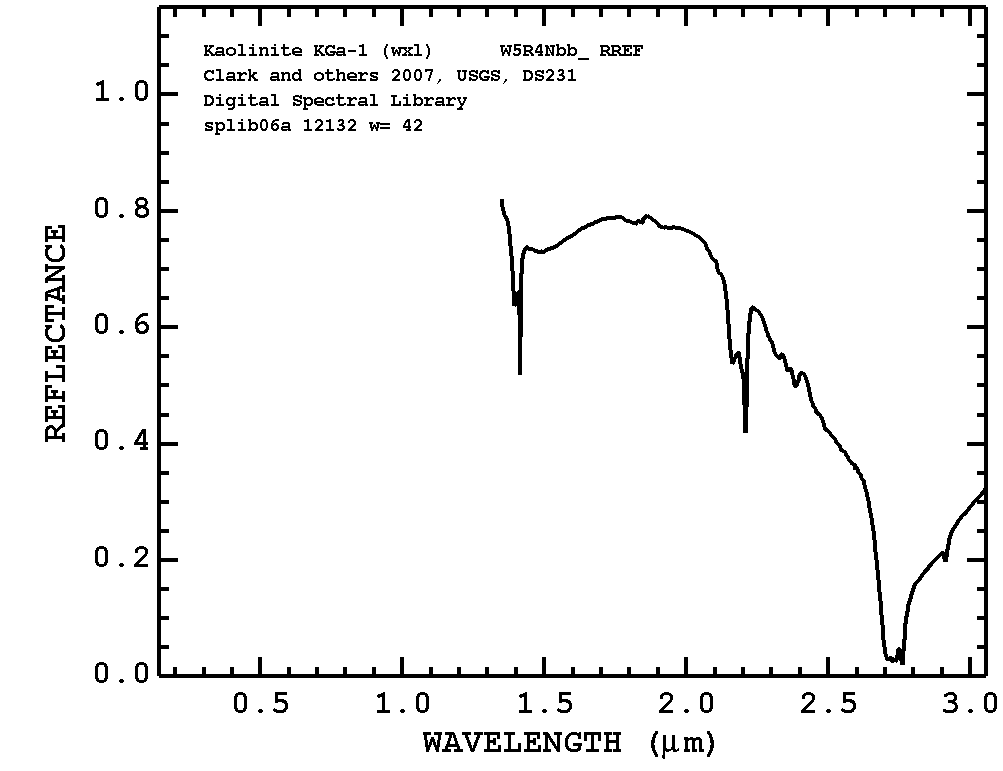 Kaolinite KGa-1 (wxl) W5R4Nbb_ RREF
Clark and others 2007, USGS, DS231
Digital Spectral Library
splib06a 12132 w= 42
1.0
0.8
0.6
0.4
0.2
0.0
REFLECTANCE
0.5 1.0 1.5 2.0 2.5 3.0
WAVELENGTH (μm)